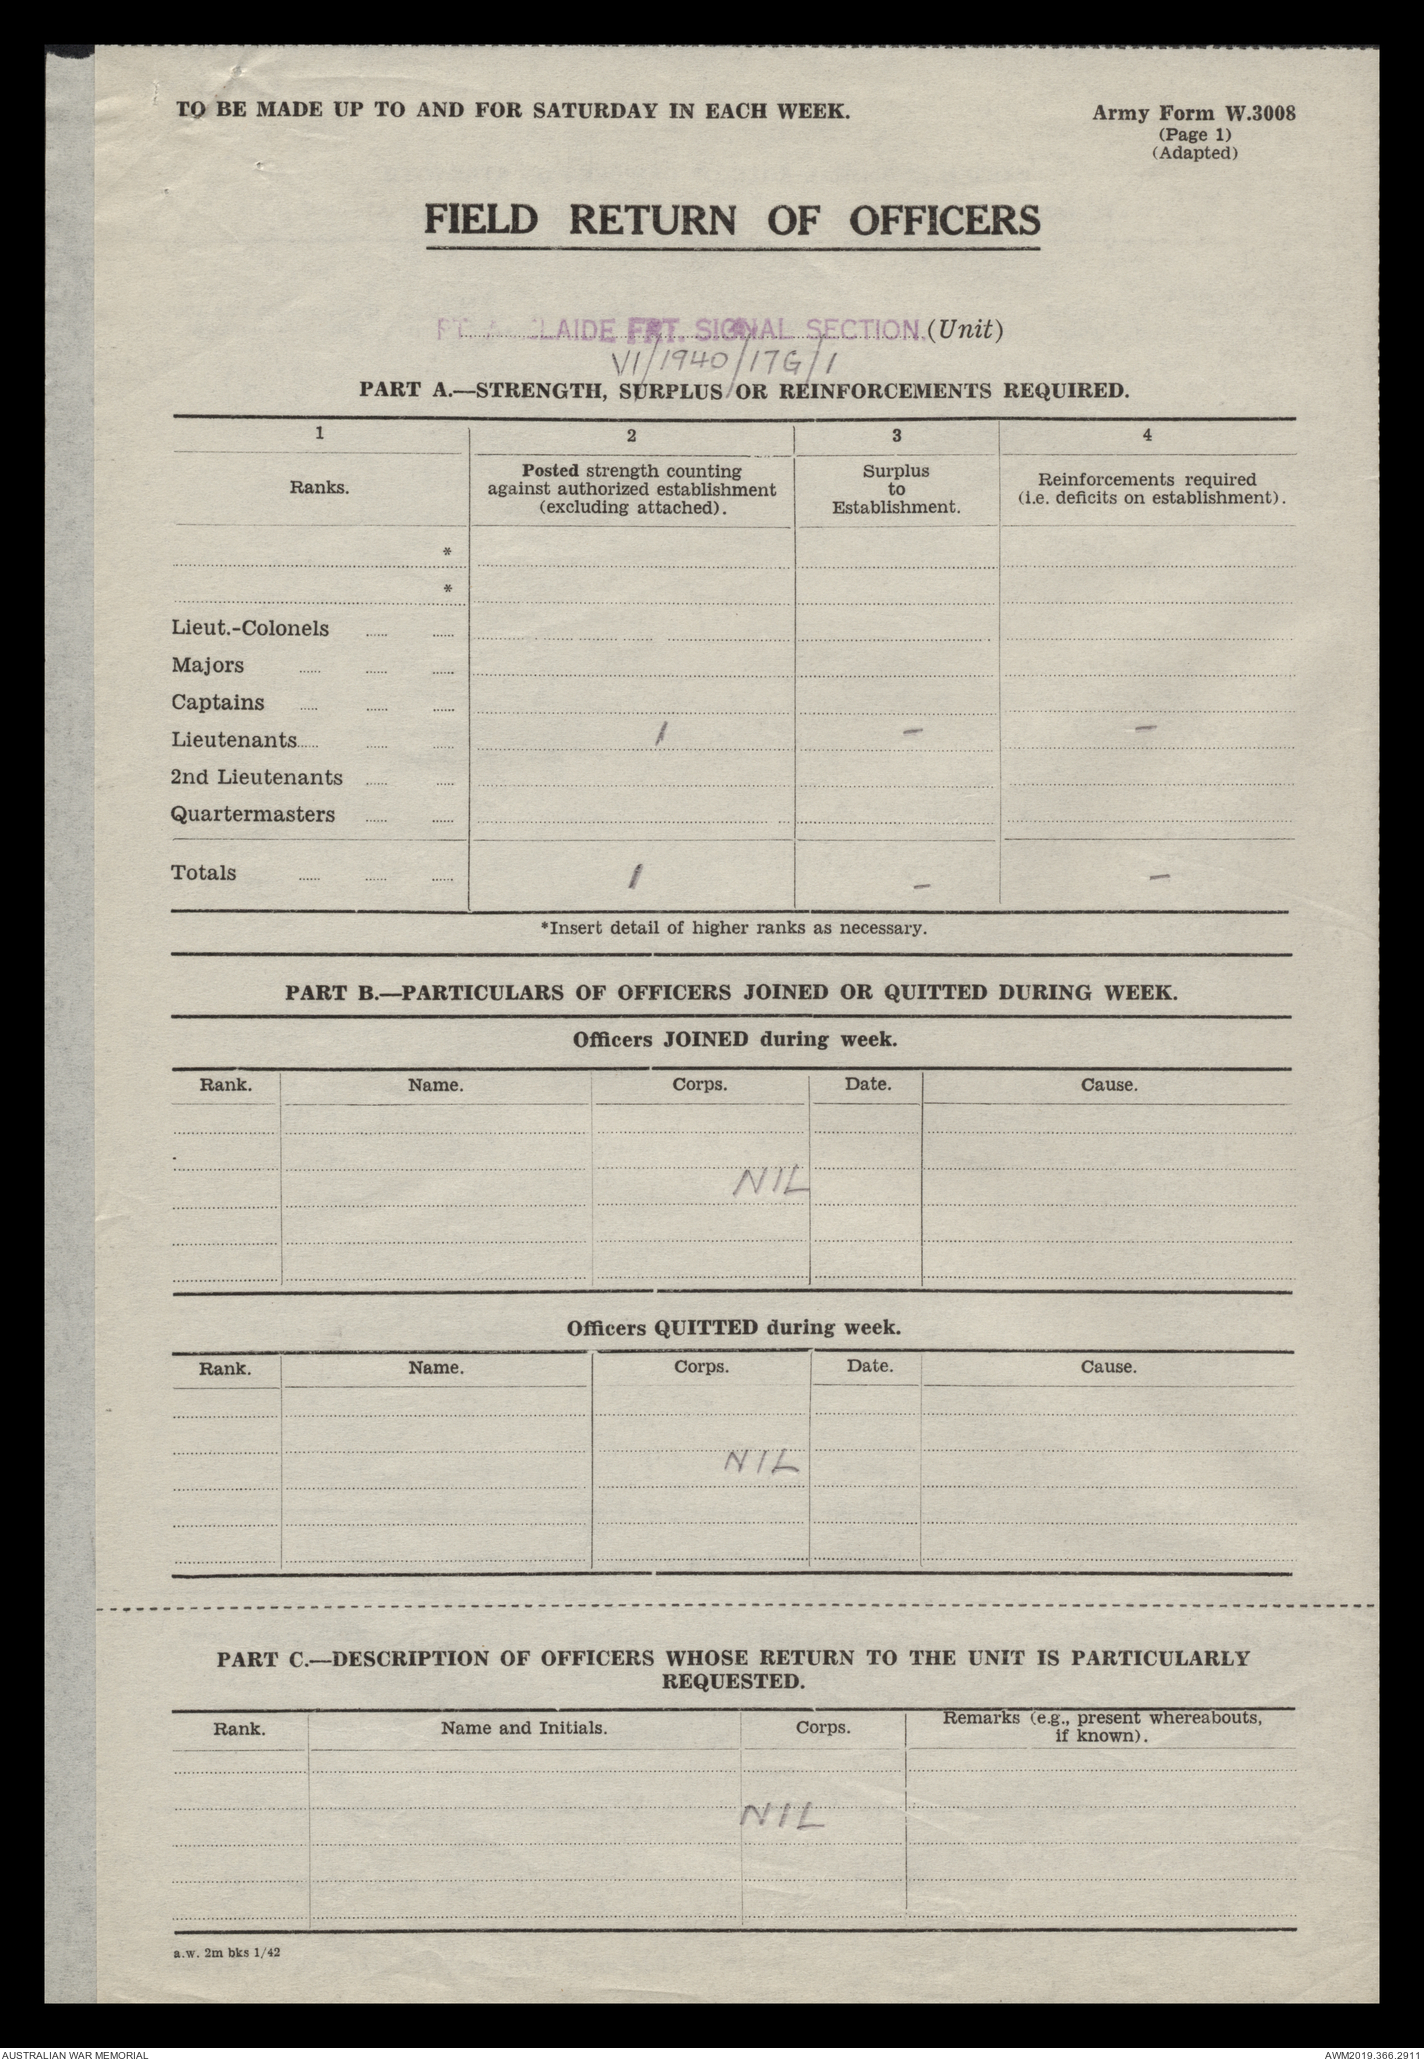 TO BE MADE UP TO AND FOR SATURDAY IN EACH WEEK.
Army Form W.3008
(Page 1)
(Adapted)
FIELD RETURN OF OFFICERS
LAIDE FRT. SIGNAL SECTION. (Unit)
VI/1940/17G/1
PART A.—STRENGTH, SURPLUS OR REINFORCEMENTS REQUIRED.
1 2 3 4
Ranks.
Posted strength counting
against authorized establishment
(excluding attached).
Surplus
to
Establishment.
Reinforcements required
(i.e. deficits on establishment).
*
*
Lieut.-Colonels
Majors
Captains
Lieutenants 1 – –
2nd Lieutenants
Quartermasters
Totals 1 – –
*Insert detail of higher ranks as necessary.
PART B.—PARTICULARS OF OFFICERS JOINED OR QUITTED DURING WEEK.
Officers JOINED during week.
Rank. Name. Corps. Date. Cause.
NIL
Officers QUITTED during week.
Rank. Name. Corps. Date. Cause.
NIL
PART C.—DESCRIPTION OF OFFICERS WHOSE RETURN TO THE UNIT IS PARTICULARLY
REQUESTED.
Rank. Name and Initials. Corps.
Remarks (e.g., present whereabouts,
if known).
NIL
a.w. 2m bks 1/42
AUSTRALIAN WAR MEMORIAL
AWM2019.366.2911